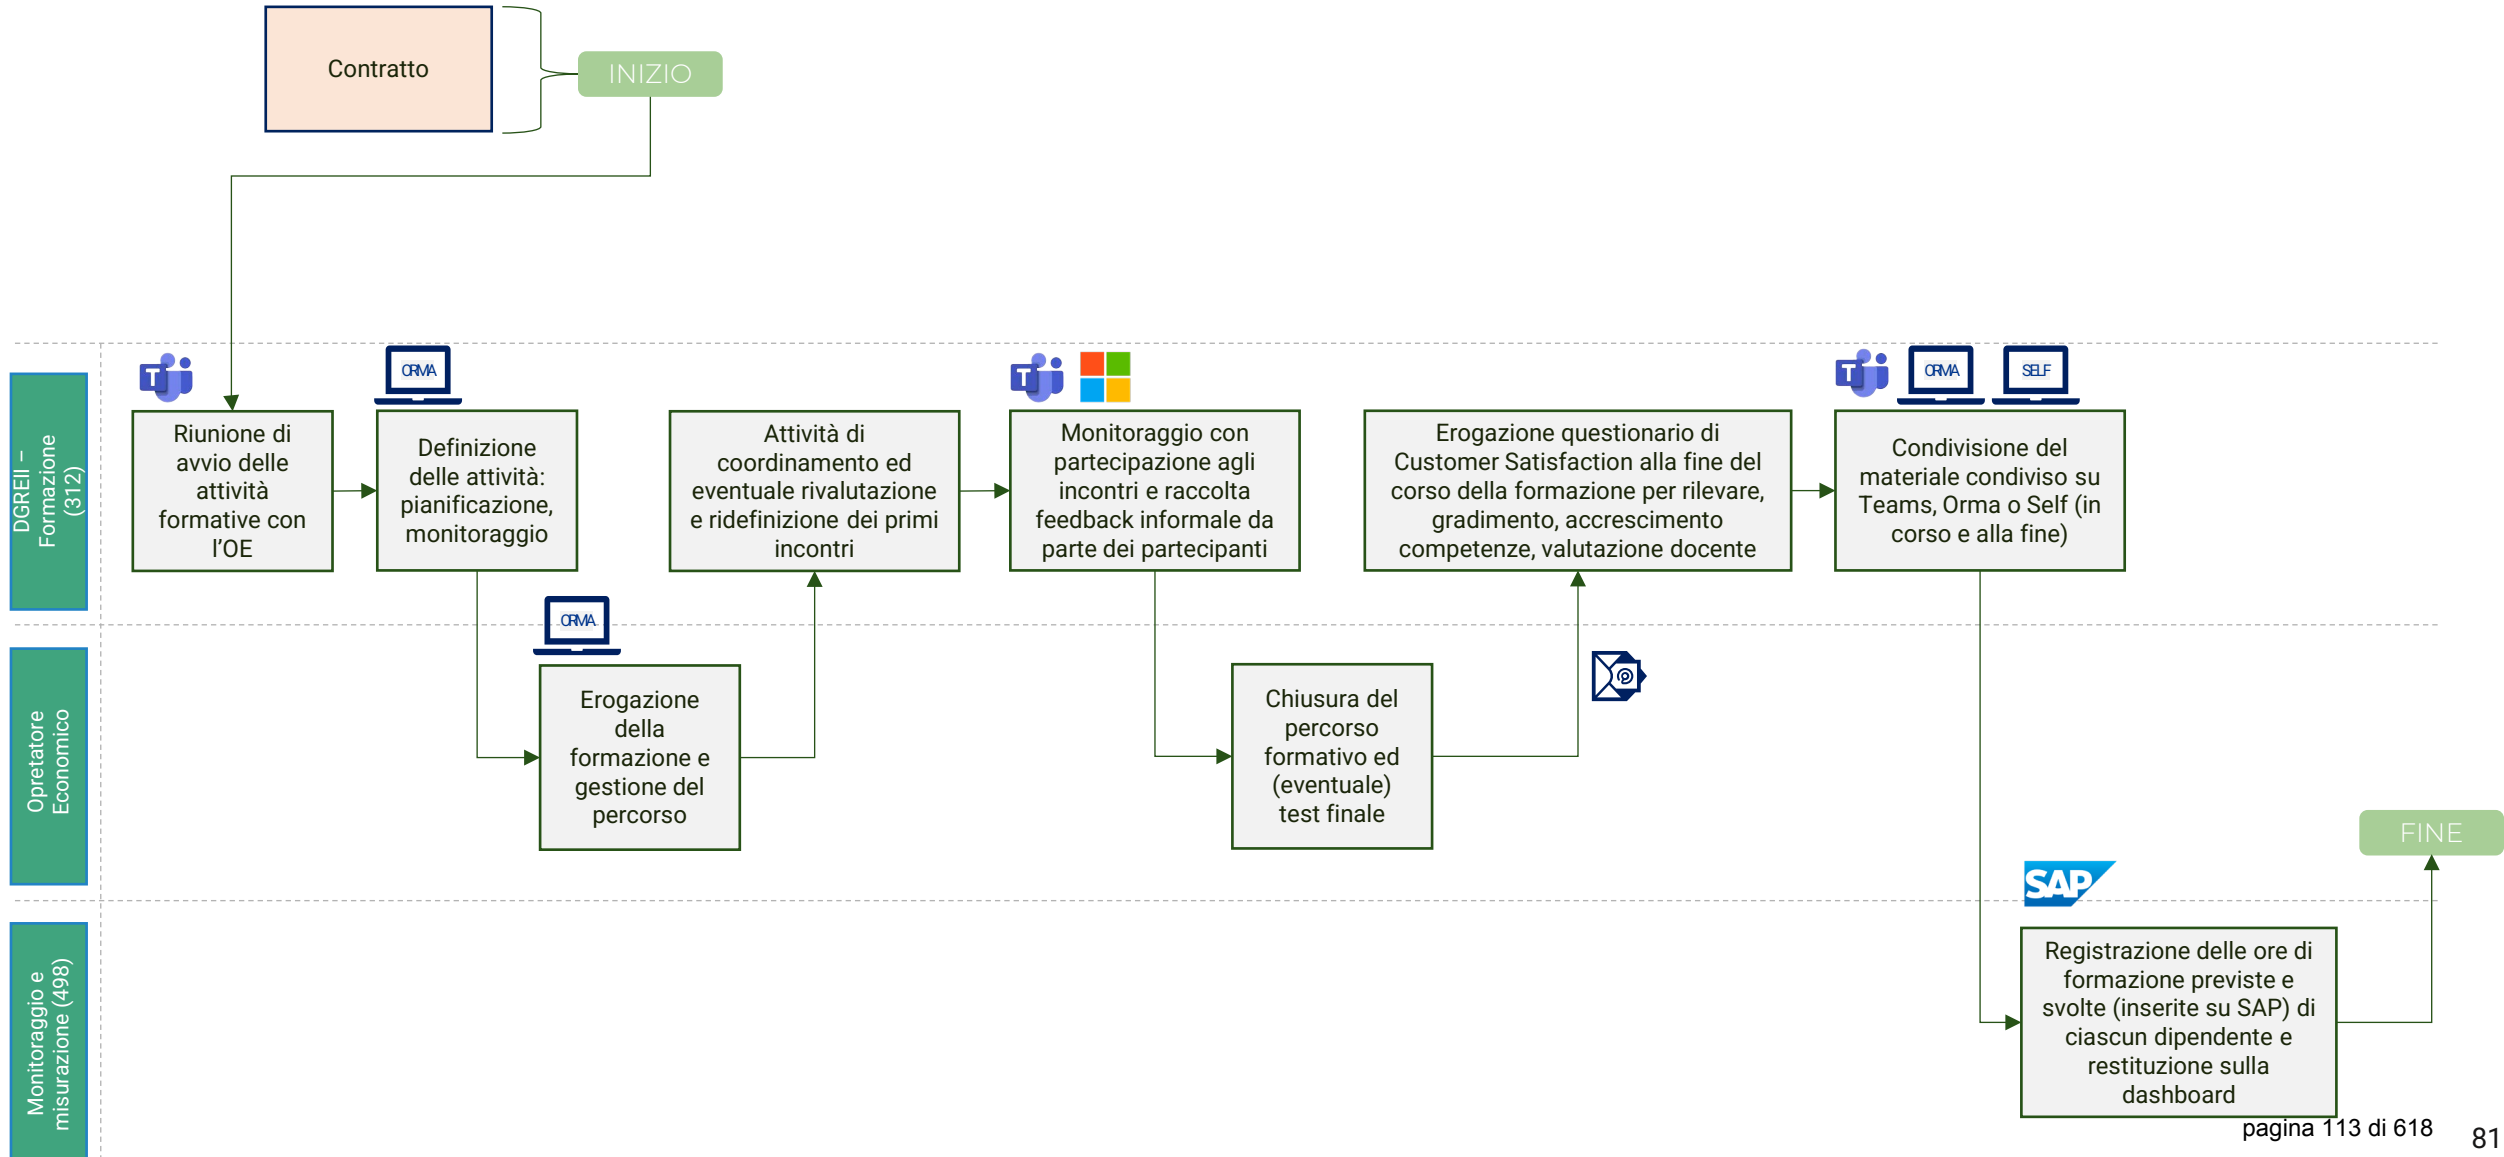 Contratto
INIZIO
DGREII –
Formazione
(312)
ORMA
ORMA
SELF
T
T
T
Riunione di
avvio delle
attività
formative con
l'OE
Definizione
delle attività:
pianificazione,
monitoraggio
Attività di
coordinamento ed
eventuale rivalutazione
e ridefinizione dei primi
incontri
Monitoraggio con
partecipazione agli
incontri e raccolta
feedback informale da
parte dei partecipanti
Erogazione questionario di
Customer Satisfaction alla fine del
corso della formazione per rilevare,
gradimento, accrescimento
competenze, valutazione docente
Condivisione del
materiale condiviso su
Teams, Orma o Self (in
corso e alla fine)
Opretatore
Economico
ORMA
Erogazione
della
formazione e
gestione del
percorso
Chiusura del
percorso
formativo ed
(eventuale)
test finale
FINE
Monitoraggio e
misurazione (498)
SAP
Registrazione delle ore di
formazione previste e
svolte (inserite su SAP) di
ciascun dipendente e
restituzione sulla
dashboard
pagina 113 di 618
81